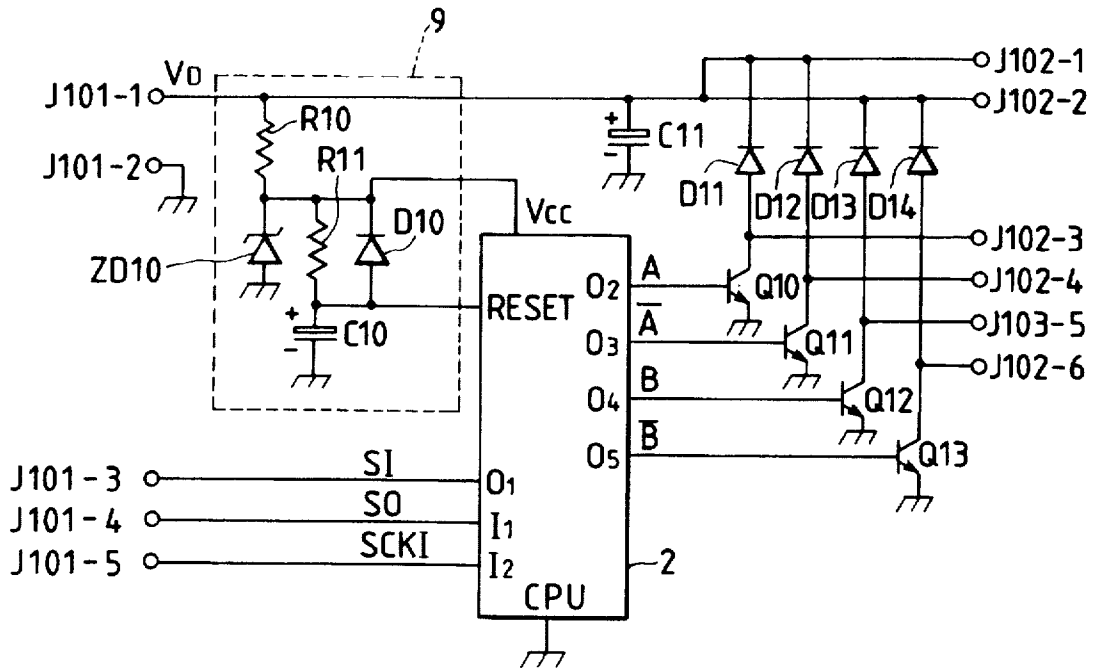 9
VD
J101-1
J102-1
J102-2
R10
C11
+
-
J101-2
R11
D11
D12
D13
D14
Vcc
D10
ZD10
J102-3
O2
A
Q10
J102-4
RESET
+
-
C10
O3
A̅
Q11
J103-5
J102-6
O4
B
Q12
O5
B̅
Q13
J101-3
SI
O1
J101-4
SO
I1
J101-5
SCKI
I2
2
CPU